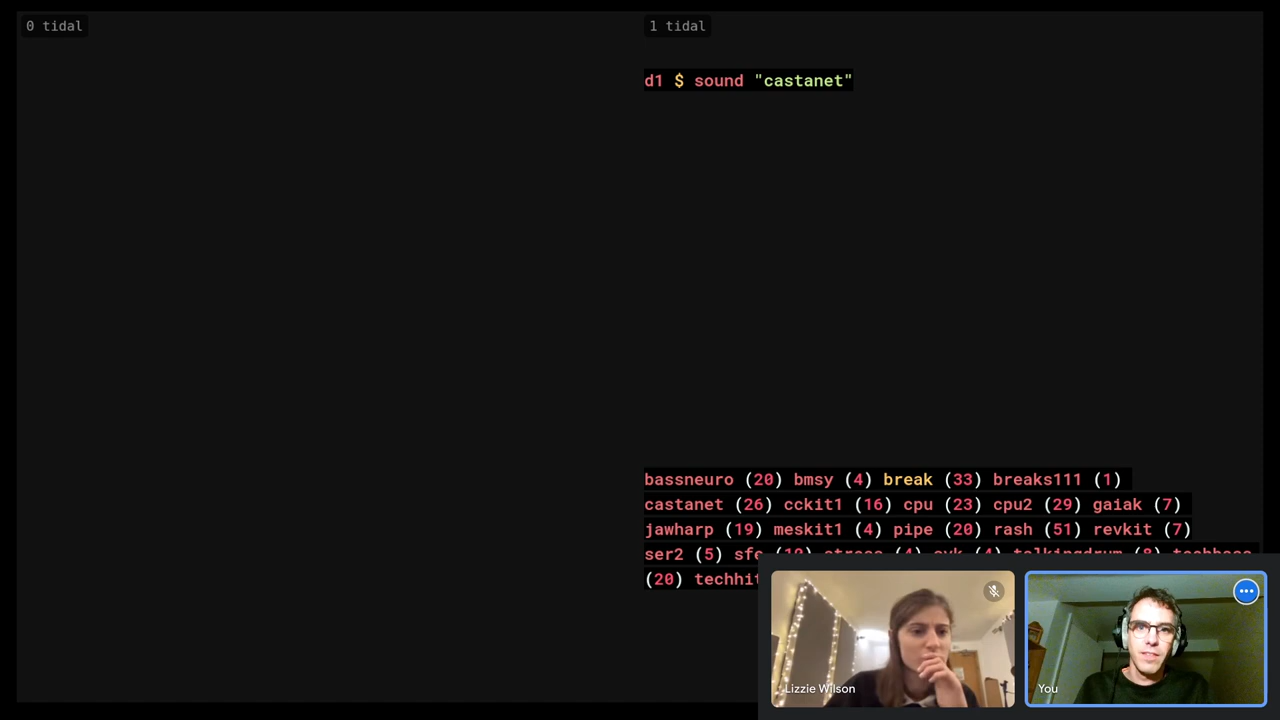 0 tidal
1 tidal
d1 $ sound "castanet"
bassneuro (20) bmsy (4) break (33) breaks111 (1)
castanet (26) cckit1 (16) cpu (23) cpu2 (29) gaiak (7)
jawharp (19) meskit1 (4) pipe (20) rash (51) revkit (7)
ser2 (5)
(20) techhit
Lizzie Wilson
You